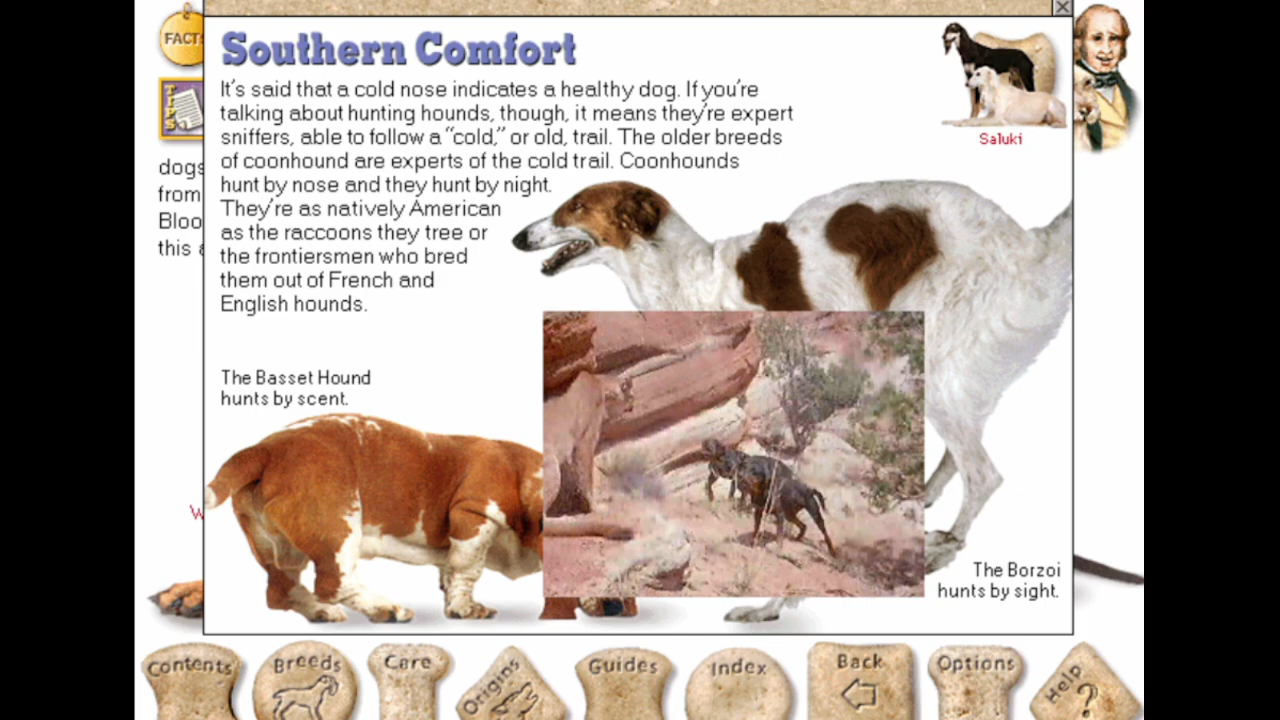 FACTS
Southern Comfort
It's said that a cold nose indicates a healthy dog. If you're
talking about hunting hounds, though, it means they're expert
sniffers, able to follow a "cold," or old, trail. The older breeds
of coonhound are experts of the cold trail. Coonhounds
hunt by nose and they hunt by night.
They're as natively American
as the raccoons they tree or
the frontiersmen who bred
them out of French and
English hounds.
Saluki
TIPS
dogs
from
Bloo
this a
The Basset Hound
hunts by scent.
W
The Borzoi
hunts by sight.
Contents
Breeds
Care
Origins
Guides
Index
Back
Options
Help
?